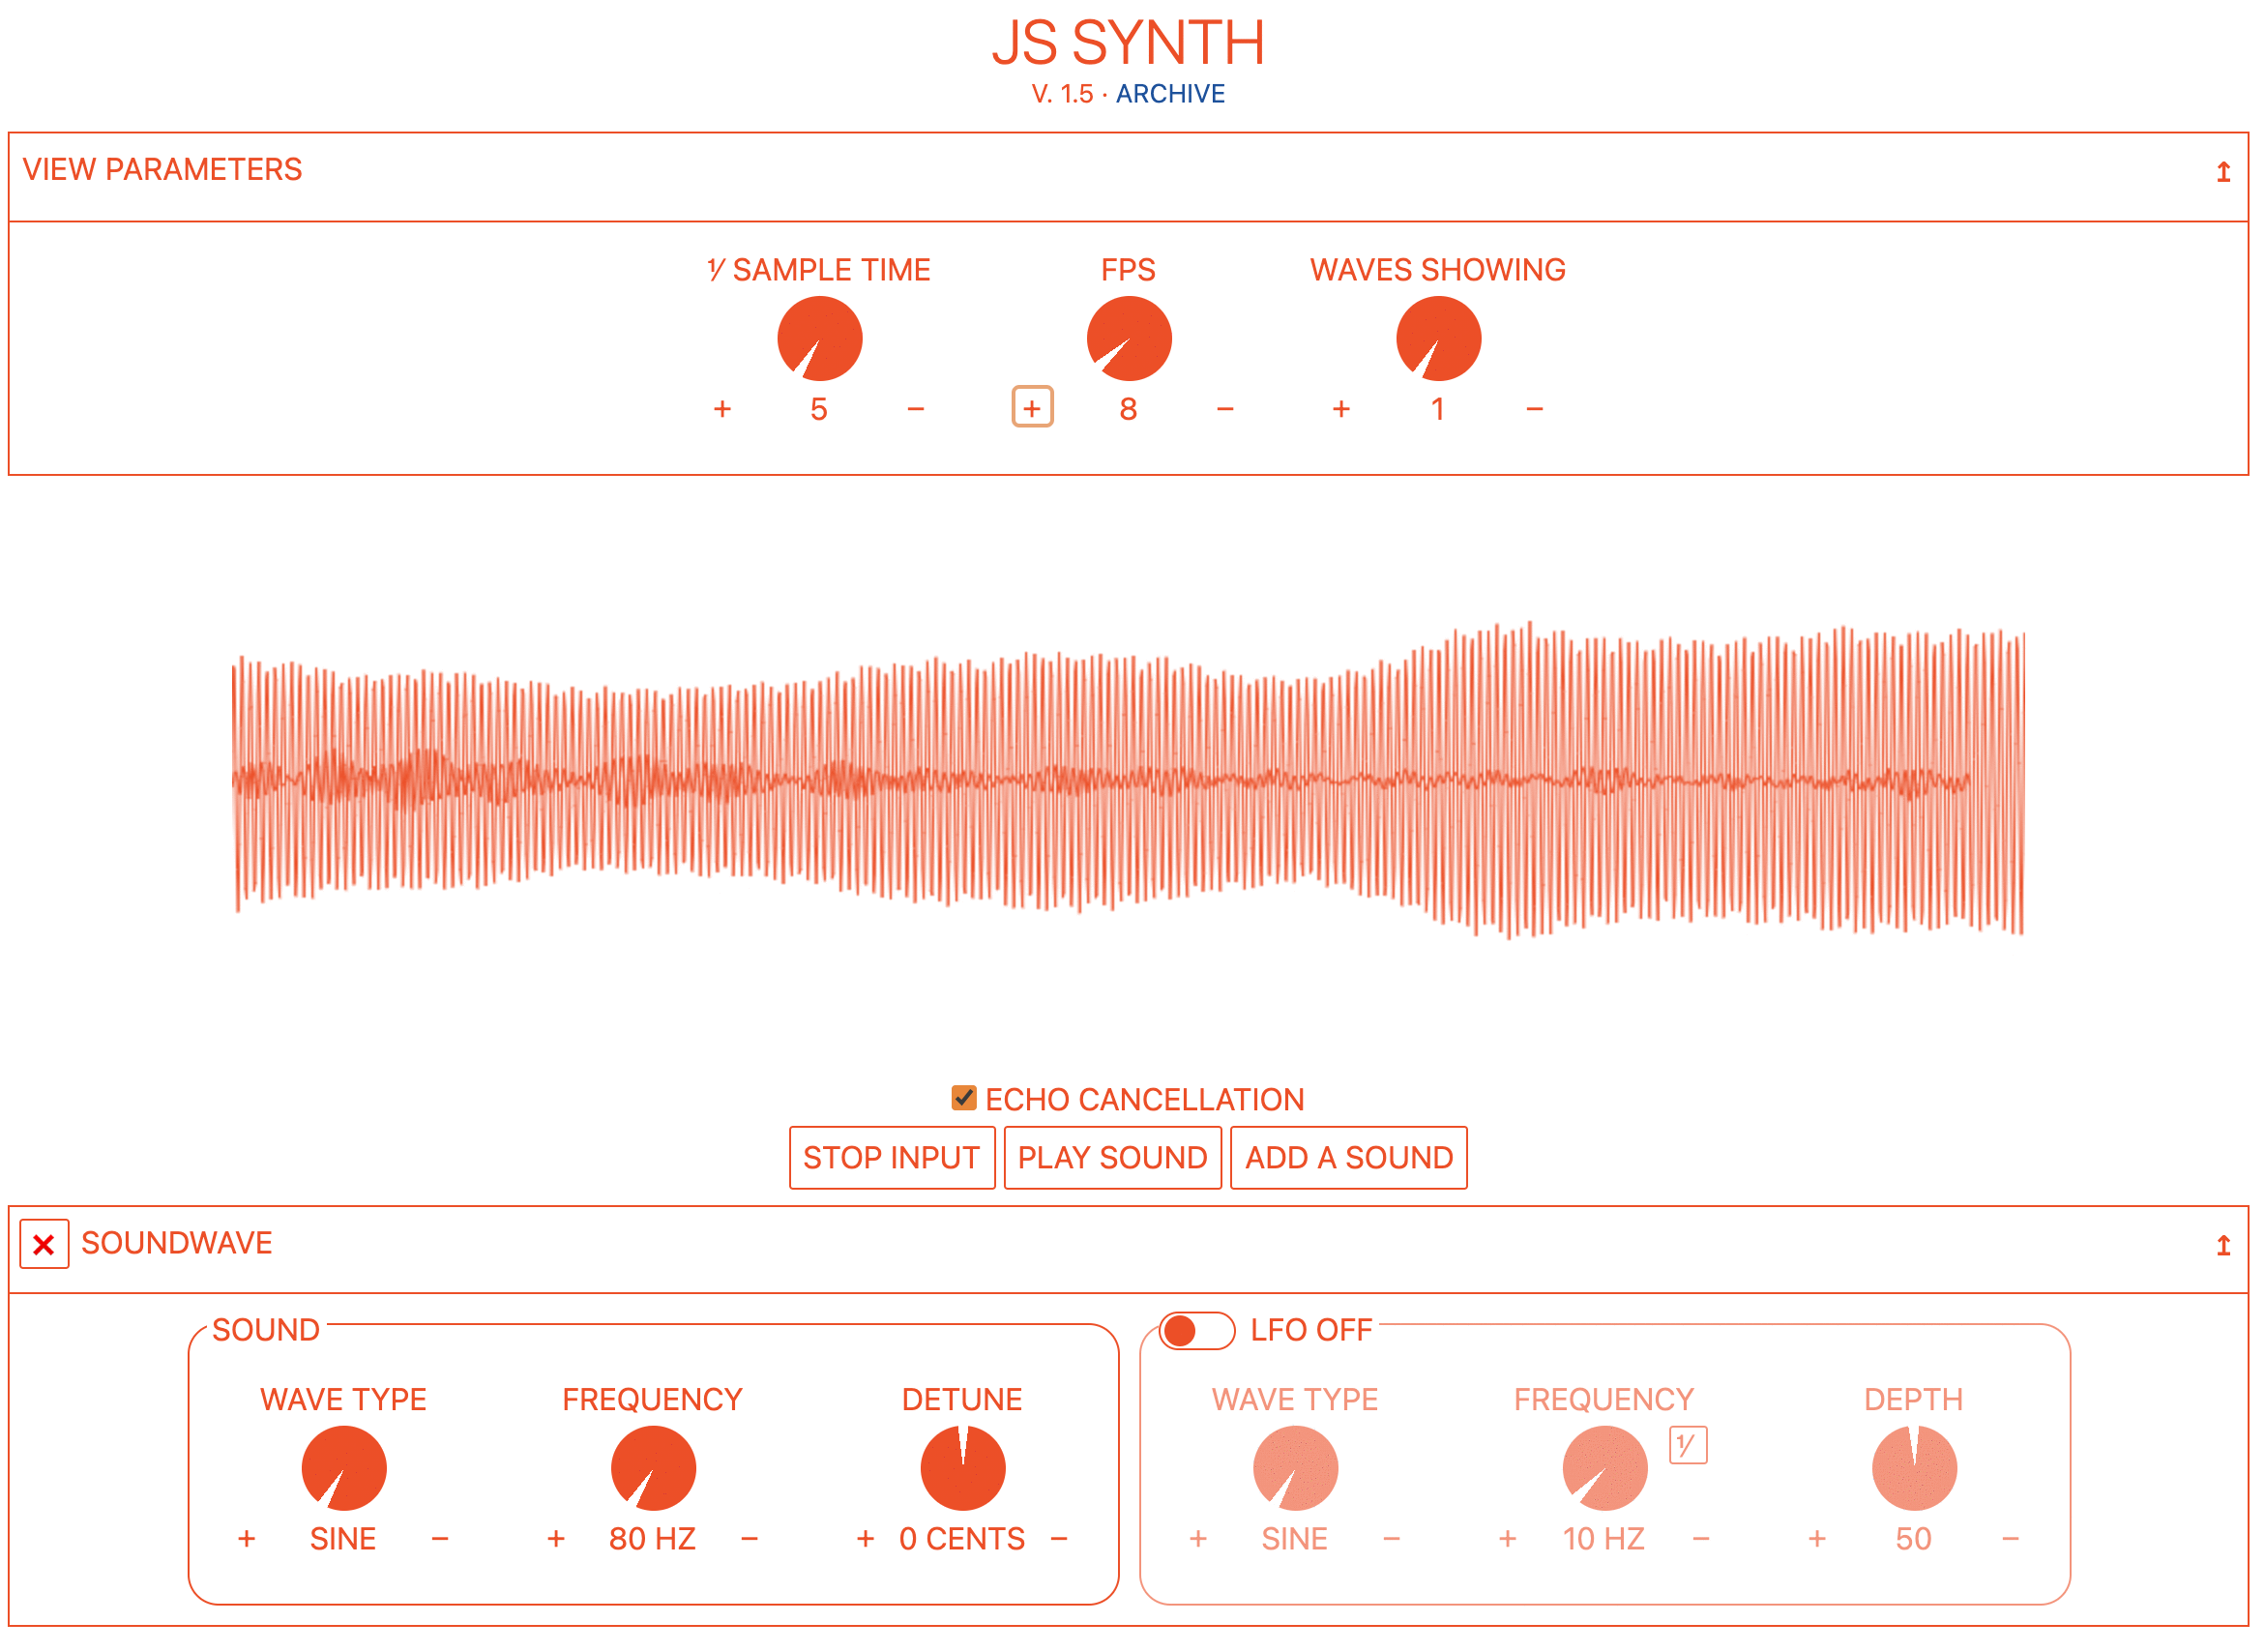 JS SYNTH
V. 1.5 · ARCHIVE
VIEW PARAMETERS ↥
⅟ SAMPLE TIME FPS WAVES SHOWING
+ 5 − + 8 − + 1 −
ECHO CANCELLATION
STOP INPUT PLAY SOUND ADD A SOUND
× SOUNDWAVE ↥
SOUND LFO OFF
WAVE TYPE FREQUENCY DETUNE WAVE TYPE FREQUENCY DEPTH
⅟
+ SINE − + 80 HZ − + 0 CENTS − + SINE − + 10 HZ − + 50 −